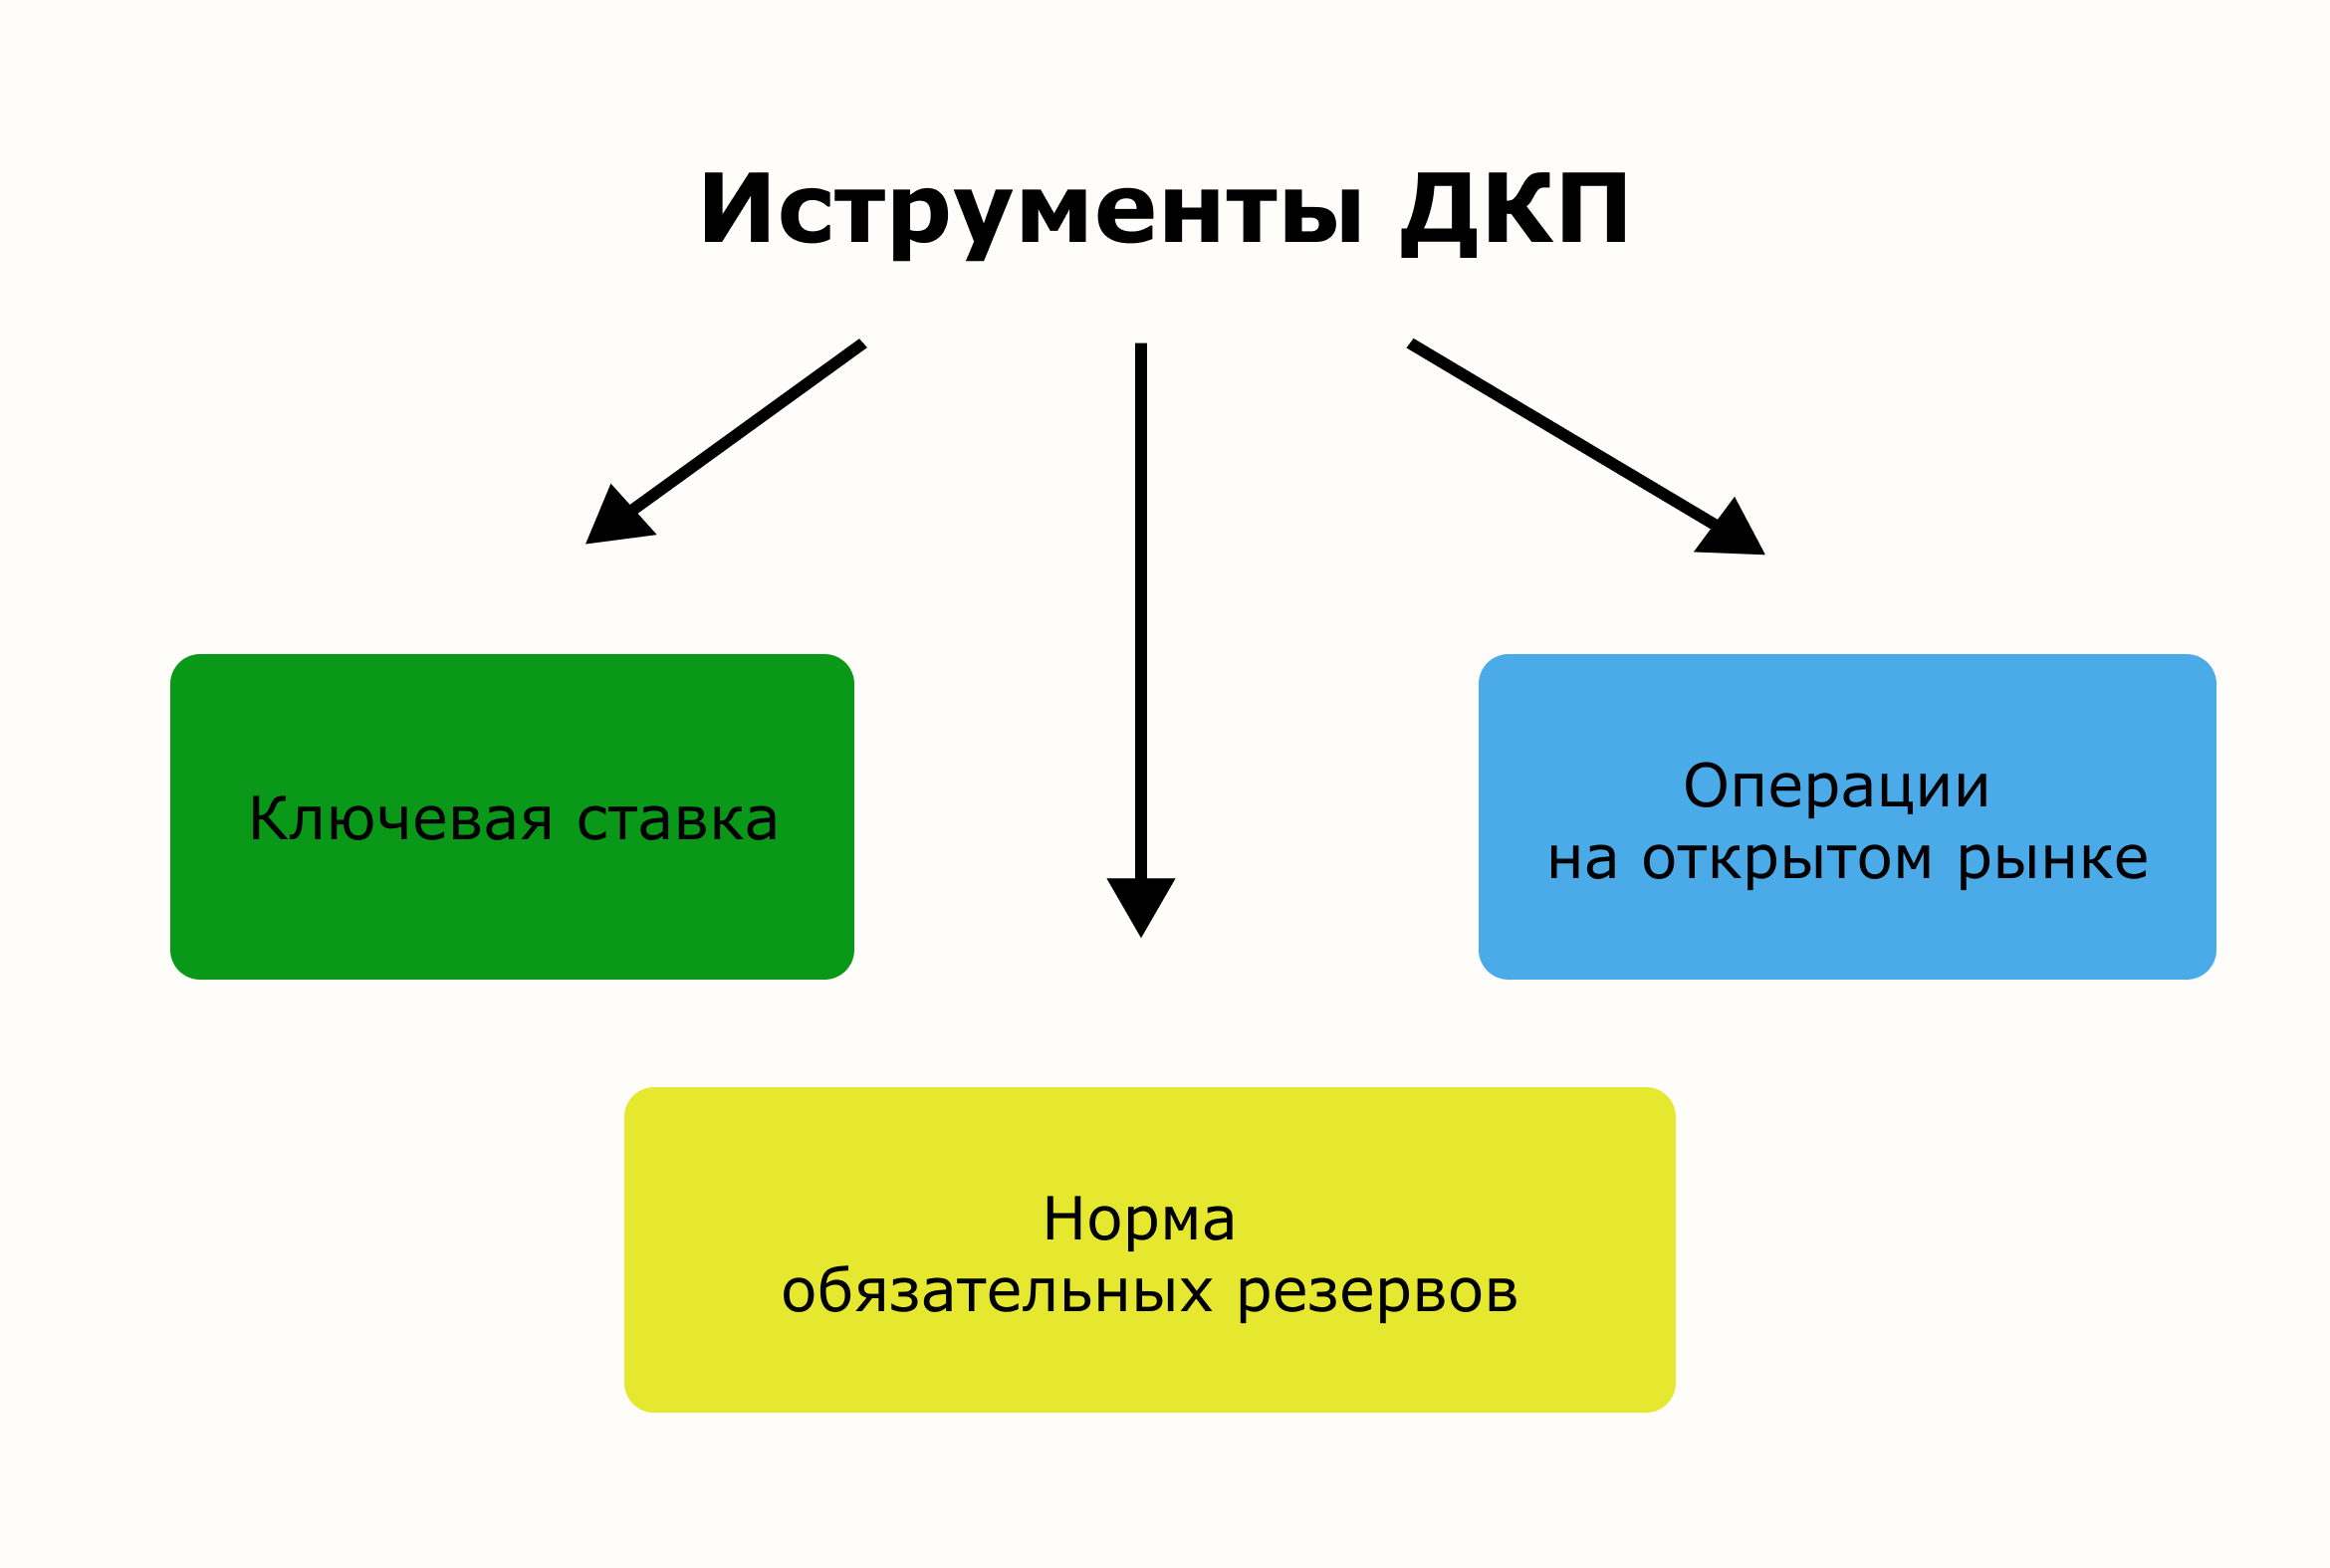 Иструменты ДКП
Ключевая ставка
Операции
на открытом рынке
Норма
обязательных резервов